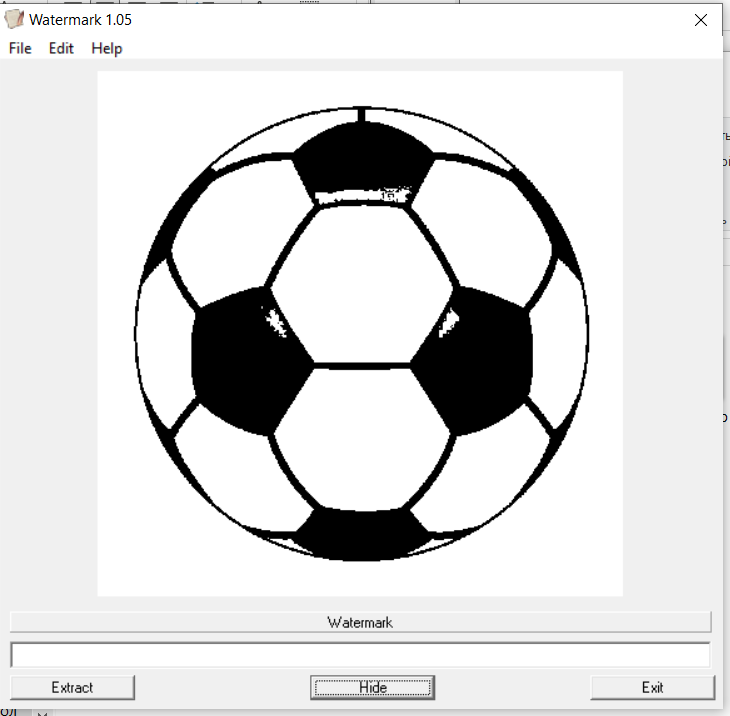 Watermark 1.05
File Edit Help
Watermark
Extract Hide Exit